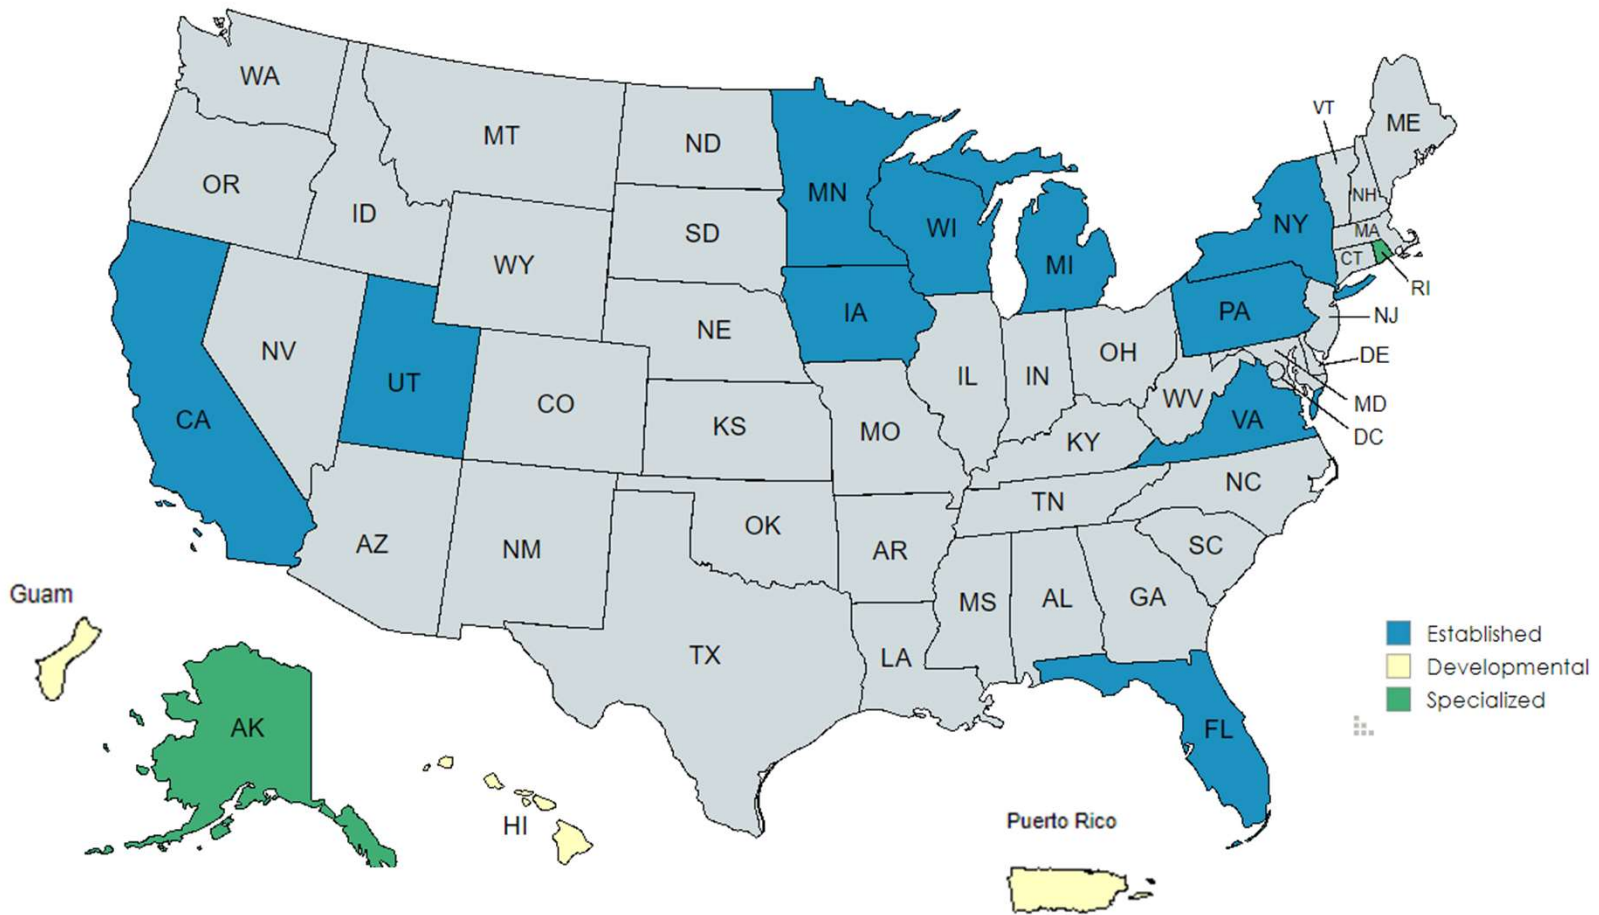 WA
MT
ND
MN
VT
ME
OR
ID
SD
WI
NH
NY
MA
WY
MI
CT
RI
NE
IA
PA
NJ
NV
UT
CO
IL
IN
OH
DE
CA
KS
MO
WV
VA
MD
KY
DC
AZ
NM
OK
AR
TN
NC
SC
MS
AL
GA
Guam
TX
LA
Established
Developmental
Specialized
AK
FL
HI
Puerto Rico